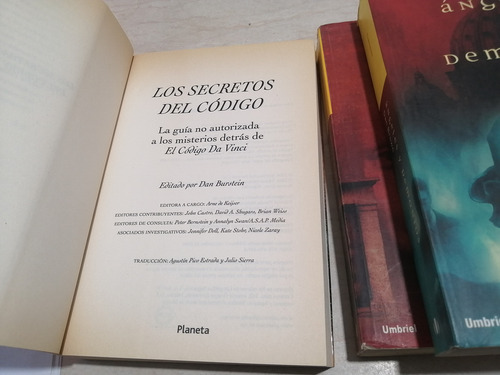 LOS SECRETOS
DEL CÓDIGO
La guía no autorizada
a los misterios detrás de
El Código Da Vinci
Editado por Dan Burstein
EDITORA A CARGO: Arne de Keijzer
EDITORES CONTRIBUYENTES: John Castro, David A. Shugarts, Brian Weiss
EDITORES DE CONSULTA: Peter Bernstein y Annalyn Swan/A.S.A.P. Media
ASOCIADOS INVESTIGATIVOS: Jennifer Doll, Kate Stohr, Nicole Zaray
TRADUCCIÓN: Agustín Pico Estrada y Julio Sierra
Planeta
Umbriel
áng
Dem
Umbrie